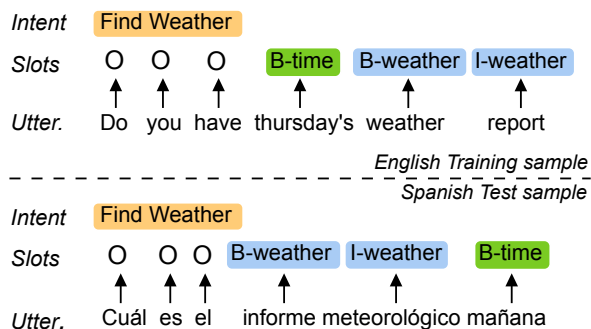 Intent Find Weather
Slots O O O B-time B-weather I-weather
Utter. Do you have thursday's weather report
English Training sample
Spanish Test sample
Intent Find Weather
Slots O O O B-weather I-weather B-time
Utter. Cuál es el informe meteorológico mañana